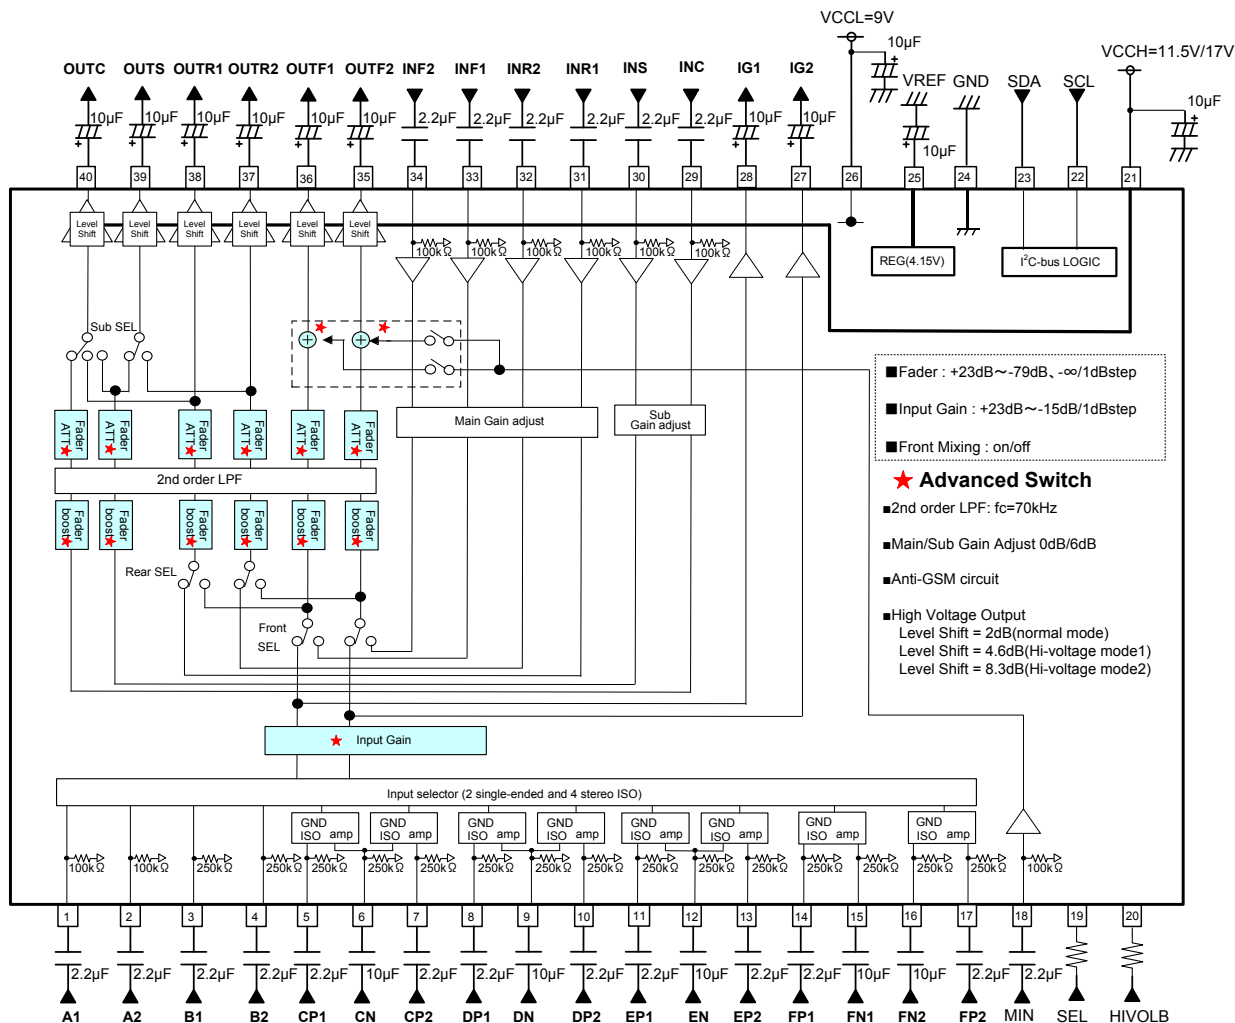 VCCL=9V
10μF
VCCH=11.5V/17V
OUTC OUTS OUTR1 OUTR2 OUTF1 OUTF2 INF2 INF1 INR2 INR1 INS INC IG1 IG2 VREF GND SDA SCL
10μF 10μF 10μF 10μF 10μF 10μF 2.2μF 2.2μF 2.2μF 2.2μF 2.2μF 2.2μF 10μF 10μF 10μF
+ + + + + + + + + + +
10μF
40 39 38 37 36 35 34 33 32 31 30 29 28 27 26 25 24 23 22 21
Level Shift Level Shift Level Shift Level Shift Level Shift Level Shift
100kΩ 100kΩ 100kΩ 100kΩ 100kΩ 100kΩ
REG(4.15V)
I²C-bus LOGIC
Sub SEL
+ +
Main Gain adjust
Sub
Gain adjust
Fader ATT Fader ATT Fader ATT Fader ATT Fader ATT Fader ATT
2nd order LPF
Fader boost Fader boost Fader boost Fader boost Fader boost Fader boost
Rear SEL
Front
SEL
■Fader : +23dB～-79dB、-∞/1dBstep
■Input Gain : +23dB～-15dB/1dBstep
■Front Mixing : on/off
★ Advanced Switch
■2nd order LPF: fc=70kHz
■Main/Sub Gain Adjust 0dB/6dB
■Anti-GSM circuit
■High Voltage Output
Level Shift = 2dB(normal mode)
Level Shift = 4.6dB(Hi-voltage mode1)
Level Shift = 8.3dB(Hi-voltage mode2)
★ Input Gain
Input selector (2 single-ended and 4 stereo ISO)
GND ISO amp GND ISO amp GND ISO amp GND ISO amp GND ISO amp GND ISO amp GND ISO amp GND ISO amp
100kΩ 100kΩ 250kΩ 250kΩ 250kΩ 250kΩ 250kΩ 250kΩ 250kΩ 250kΩ 250kΩ 250kΩ 250kΩ 250kΩ 250kΩ 250kΩ 250kΩ 100kΩ
1 2 3 4 5 6 7 8 9 10 11 12 13 14 15 16 17 18 19 20
2.2μF 2.2μF 2.2μF 2.2μF 2.2μF 10μF 2.2μF 2.2μF 10μF 2.2μF 2.2μF 10μF 2.2μF 2.2μF 10μF 10μF 2.2μF 2.2μF
A1 A2 B1 B2 CP1 CN CP2 DP1 DN DP2 EP1 EN EP2 FP1 FN1 FN2 FP2 MIN SEL HIVOLB